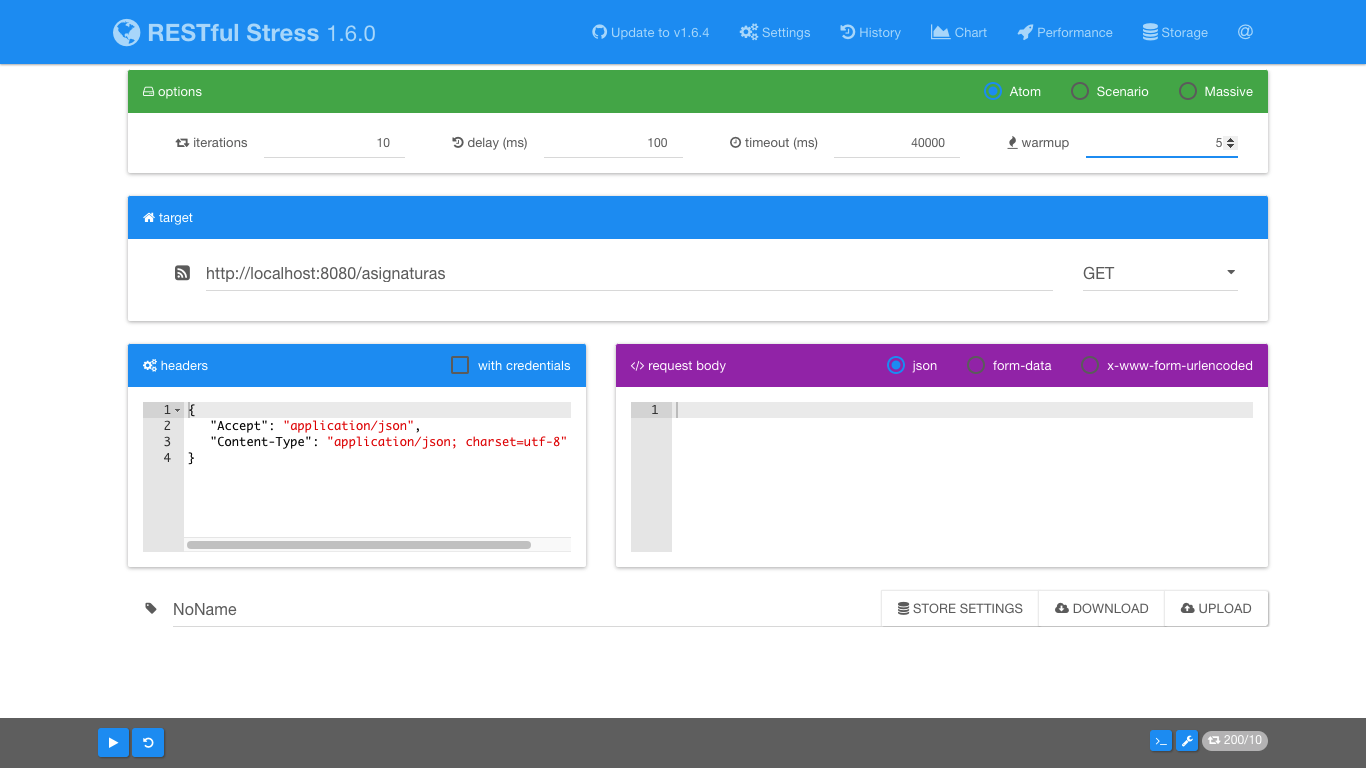 RESTful Stress 1.6.0 Update to v1.6.4 Settings History Chart Performance Storage @
options Atom Scenario Massive
iterations 10 delay (ms) 100 timeout (ms) 40000 warmup 5
target
http://localhost:8080/asignaturas GET
headers with credentials
1 {
2 "Accept": "application/json",
3 "Content-Type": "application/json; charset=utf-8"
4 }
</> request body json form-data x-www-form-urlencoded
1
NoName STORE SETTINGS DOWNLOAD UPLOAD
>_ 200/10